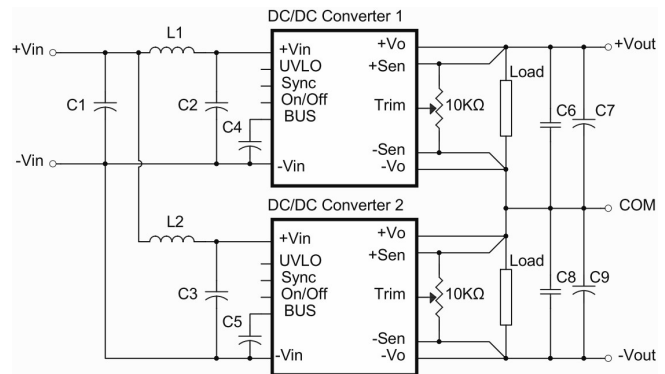 DC/DC Converter 1
+Vin
L1
+Vin
UVLO
Sync
On/Off
BUS
-Vin
+Vo
+Sen
Trim
-Sen
-Vo
10KΩ
Load
+Vout
C1
C2
C4
C6
C7
-Vin
COM
DC/DC Converter 2
L2
+Vin
UVLO
Sync
On/Off
BUS
-Vin
+Vo
+Sen
Trim
-Sen
-Vo
10KΩ
Load
C3
C5
C8
C9
-Vout